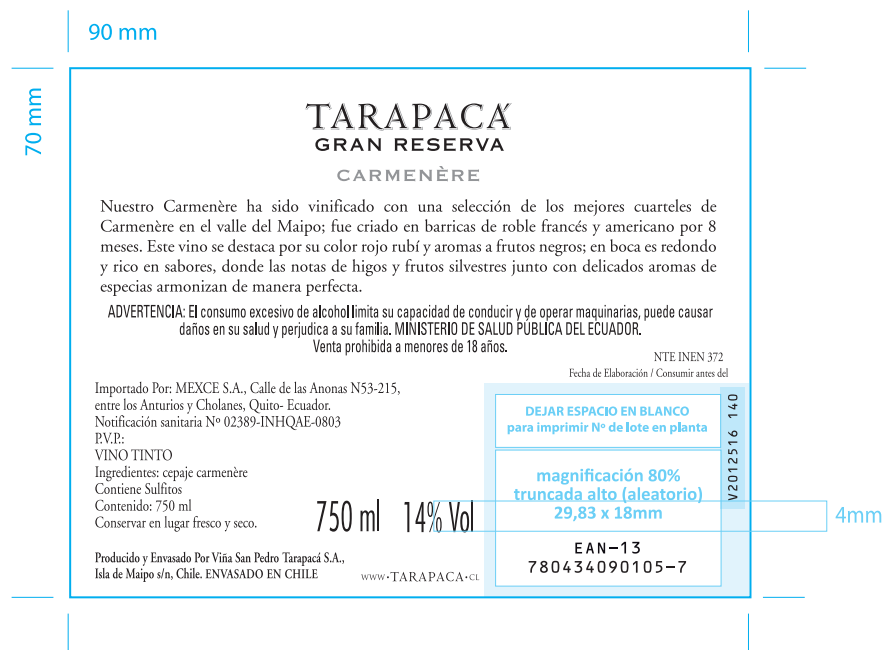 90 mm
70 mm
TARAPACÁ
GRAN RESERVA
CARMENÈRE
Nuestro Carmenère ha sido vinificado con una selección de los mejores cuarteles de
Carmenère en el valle del Maipo; fue criado en barricas de roble francés y americano por 8
meses. Este vino se destaca por su color rojo rubí y aromas a frutos negros; en boca es redondo
y rico en sabores, donde las notas de higos y frutos silvestres junto con delicados aromas de
especias armonizan de manera perfecta.
ADVERTENCIA: El consumo excesivo de alcohol limita su capacidad de conducir y de operar maquinarias, puede causar
daños en su salud y perjudica a su familia. MINISTERIO DE SALUD PÚBLICA DEL ECUADOR.
Venta prohibida a menores de 18 años.
NTE INEN 372
Fecha de Elaboración / Consumir antes del
Importado Por: MEXCE S.A., Calle de las Anonas N53-215,
entre los Anturios y Cholanes, Quito- Ecuador.
Notificación sanitaria Nº 02389-INHQAE-0803
P.V.P.:
VINO TINTO
Ingredientes: cepaje carmenère
Contiene Sulfitos
Contenido: 750 ml
Conservar en lugar fresco y seco.
750 ml 14% Vol
Producido y Envasado Por Viña San Pedro Tarapacá S.A.,
Isla de Maipo s/n, Chile. ENVASADO EN CHILE
WWW•TARAPACA•CL
DEJAR ESPACIO EN BLANCO
para imprimir Nº de lote en planta
magnificación 80%
truncada alto (aleatorio)
29,83 x 18mm
EAN-13
780434090105-7
V2012516 140
4mm